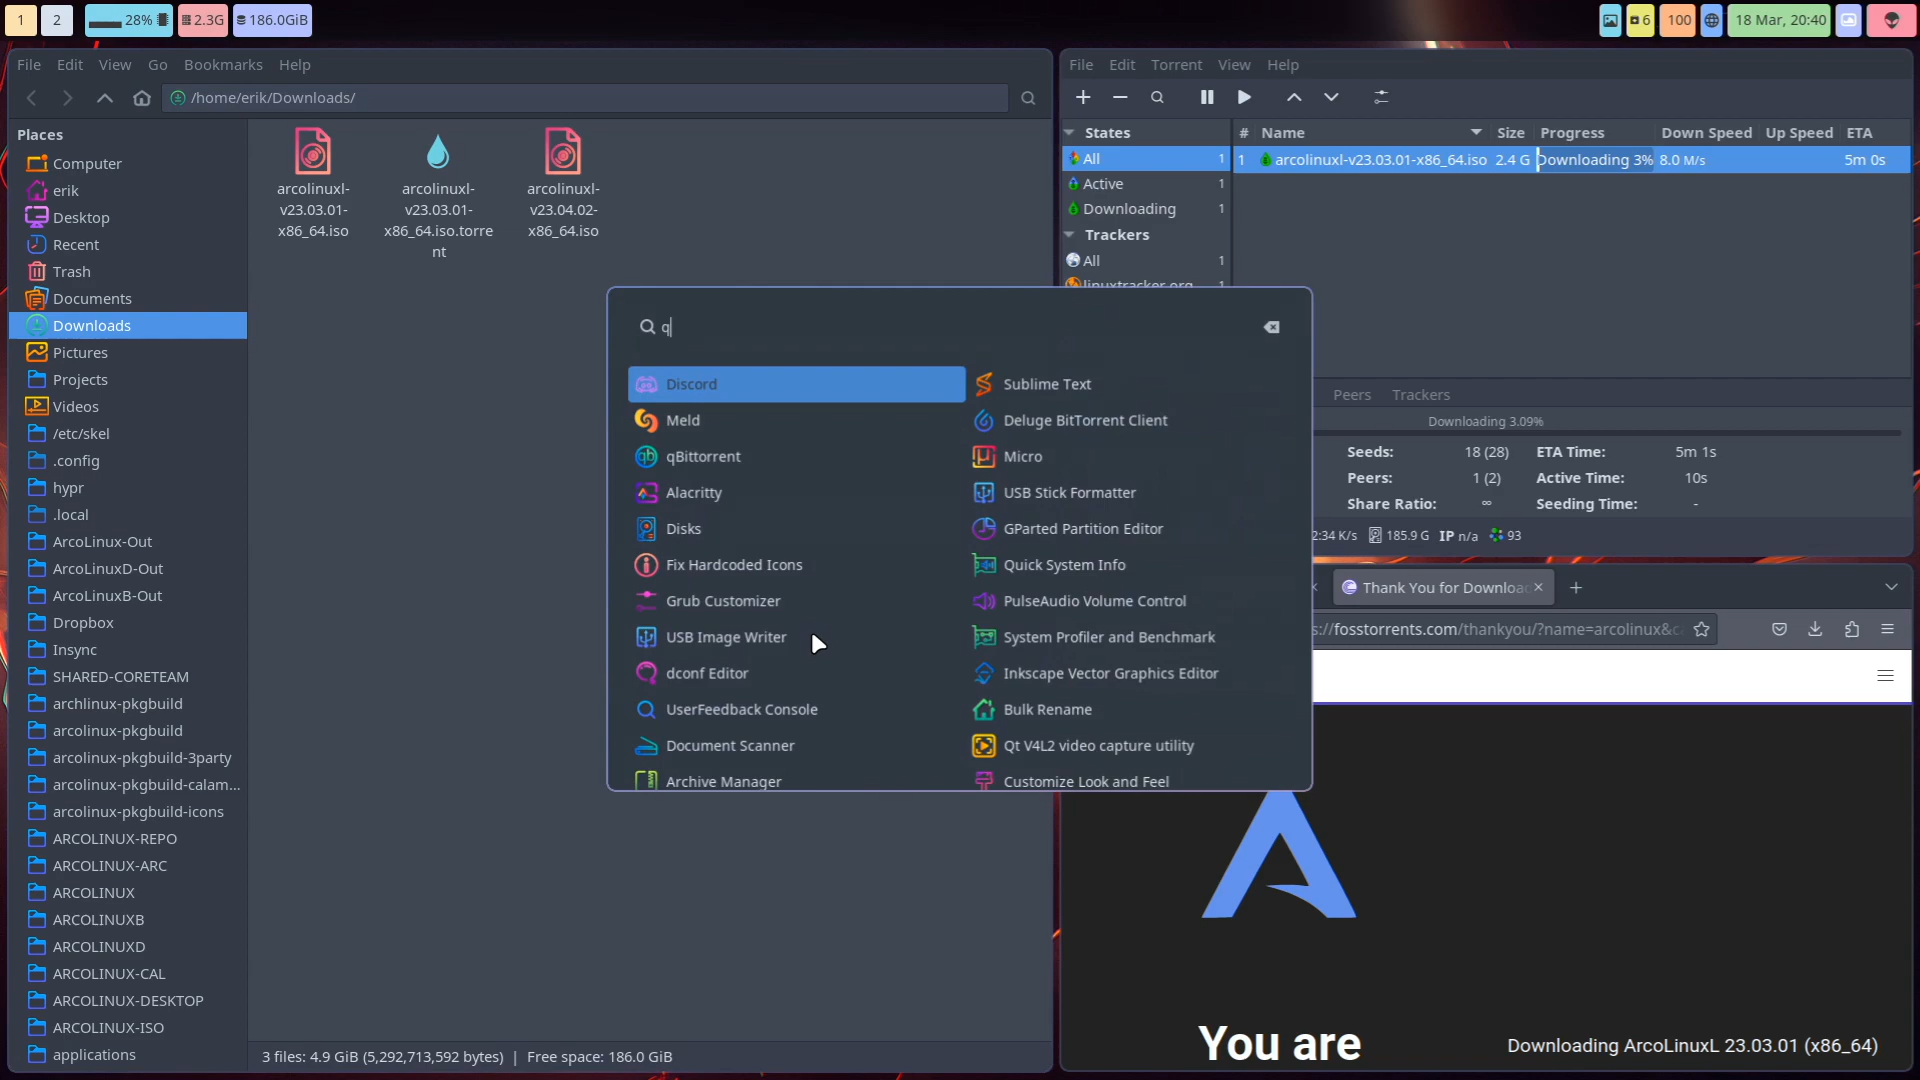 1 2 28% 2.3G 186.0GiB
6 100 18 Mar, 20:40
File Edit View Go Bookmarks Help
/home/erik/Downloads/
Places
Computer
erik
Desktop
Recent
Trash
Documents
Downloads
Pictures
Projects
Videos
/etc/skel
.config
hypr
.local
ArcoLinux-Out
ArcoLinuxD-Out
ArcoLinuxB-Out
Dropbox
Insync
SHARED-CORETEAM
archlinux-pkgbuild
arcolinux-pkgbuild
arcolinux-pkgbuild-3party
arcolinux-pkgbuild-calam...
arcolinux-pkgbuild-icons
ARCOLINUX-REPO
ARCOLINUX-ARC
ARCOLINUX
ARCOLINUXB
ARCOLINUXD
ARCOLINUX-CAL
ARCOLINUX-DESKTOP
ARCOLINUX-ISO
applications
arcolinuxl-
v23.03.01-
x86_64.iso
arcolinuxl-
v23.03.01-
x86_64.iso.torre
nt
arcolinuxl-
v23.04.02-
x86_64.iso
3 files: 4.9 GiB (5,292,713,592 bytes) | Free space: 186.0 GiB
q
Discord
Meld
qBittorrent
Alacritty
Disks
Fix Hardcoded Icons
Grub Customizer
USB Image Writer
dconf Editor
UserFeedback Console
Document Scanner
Archive Manager
Sublime Text
Deluge BitTorrent Client
Micro
USB Stick Formatter
GParted Partition Editor
Quick System Info
PulseAudio Volume Control
System Profiler and Benchmark
Inkscape Vector Graphics Editor
Bulk Rename
Qt V4L2 video capture utility
Customize Look and Feel
File Edit Torrent View Help
States
All 1
Active 1
Downloading 1
Trackers
All 1
linuxtracker.org 1
# Name Size Progress Down Speed Up Speed ETA
1 arcolinuxl-v23.03.01-x86_64.iso 2.4 G Downloading 3% 8.0 M/s 5m 0s
Peers Trackers
Downloading 3.09%
Seeds: 18 (28) ETA Time: 5m 1s
Peers: 1 (2) Active Time: 10s
Share Ratio: ∞ Seeding Time: -
2:34 K/s 185.9 G IP n/a 93
Thank You for Downloa
s://fosstorrents.com/thankyou/?name=arcolinux&c
You are
Downloading ArcoLinuxL 23.03.01 (x86_64)